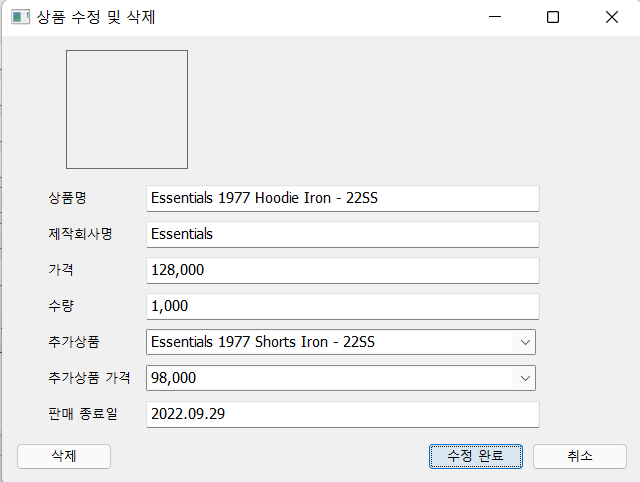 상품 수정 및 삭제
상품명 Essentials 1977 Hoodie Iron - 22SS
제작회사명 Essentials
가격 128,000
수량 1,000
추가상품 Essentials 1977 Shorts Iron - 22SS
추가상품 가격 98,000
판매 종료일 2022.09.29
삭제 수정 완료 취소